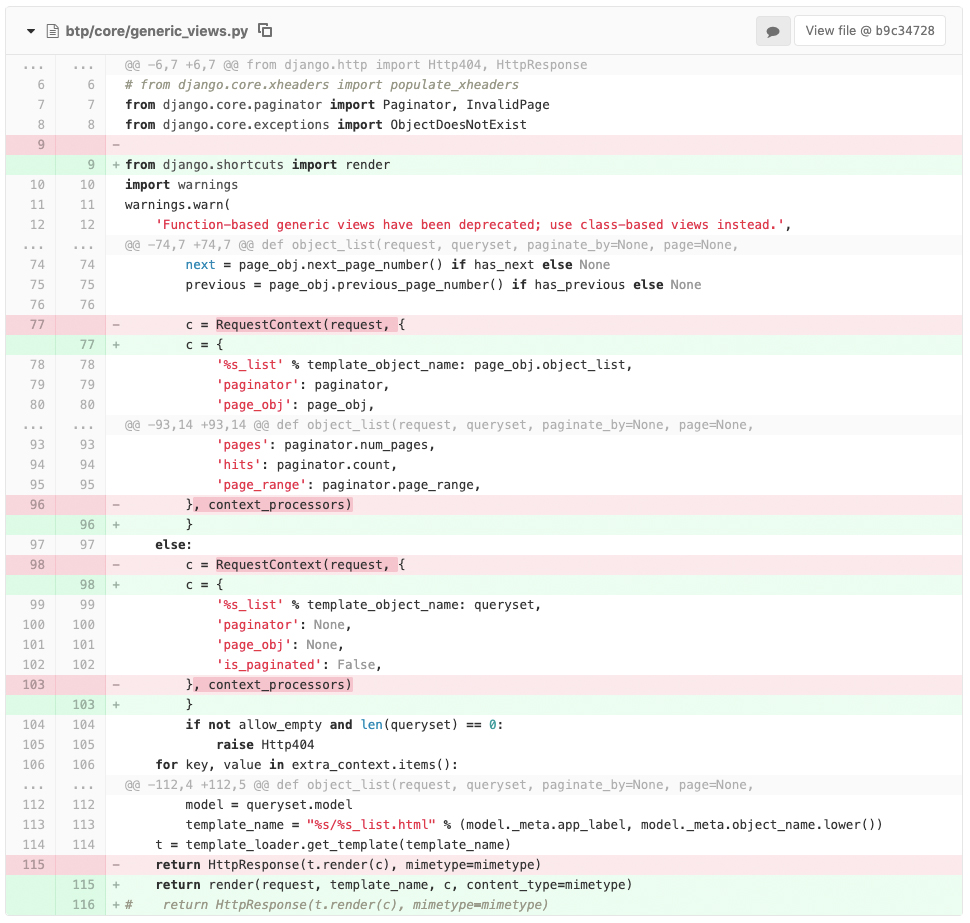 btp/core/generic_views.py View file @ b9c34728
... ... @@ -6,7 +6,7 @@ from django.http import Http404, HttpResponse
6 6 # from django.core.xheaders import populate_xheaders
7 7 from django.core.paginator import Paginator, InvalidPage
8 8 from django.core.exceptions import ObjectDoesNotExist
9 -
9 + from django.shortcuts import render
10 10 import warnings
11 11 warnings.warn(
12 12 'Function-based generic views have been deprecated; use class-based views instead.',
... ... @@ -74,7 +74,7 @@ def object_list(request, queryset, paginate_by=None, page=None,
74 74 next = page_obj.next_page_number() if has_next else None
75 75 previous = page_obj.previous_page_number() if has_previous else None
76 76
77 - c = RequestContext(request, {
77 + c = {
78 78 '%s_list' % template_object_name: page_obj.object_list,
79 79 'paginator': paginator,
80 80 'page_obj': page_obj,
... ... @@ -93,14 +93,14 @@ def object_list(request, queryset, paginate_by=None, page=None,
93 93 'pages': paginator.num_pages,
94 94 'hits': paginator.count,
95 95 'page_range': paginator.page_range,
96 - }, context_processors)
96 + }
97 97 else:
98 - c = RequestContext(request, {
98 + c = {
99 99 '%s_list' % template_object_name: queryset,
100 100 'paginator': None,
101 101 'page_obj': None,
102 102 'is_paginated': False,
103 - }, context_processors)
103 + }
104 104 if not allow_empty and len(queryset) == 0:
105 105 raise Http404
106 106 for key, value in extra_context.items():
... ... @@ -112,4 +112,5 @@ def object_list(request, queryset, paginate_by=None, page=None,
112 112 model = queryset.model
113 113 template_name = "%s/%s_list.html" % (model._meta.app_label, model._meta.object_name.lower())
114 114 t = template_loader.get_template(template_name)
115 - return HttpResponse(t.render(c), mimetype=mimetype)
115 + return render(request, template_name, c, content_type=mimetype)
116 + # return HttpResponse(t.render(c), mimetype=mimetype)